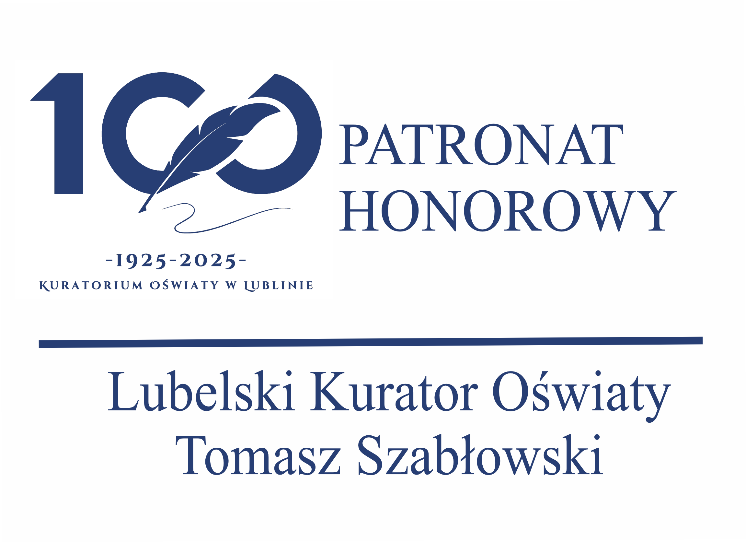 100
PATRONAT
HONOROWY
-1925-2025-
Kuratorium Oświaty w Lublinie
Lubelski Kurator Oświaty
Tomasz Szabłowski